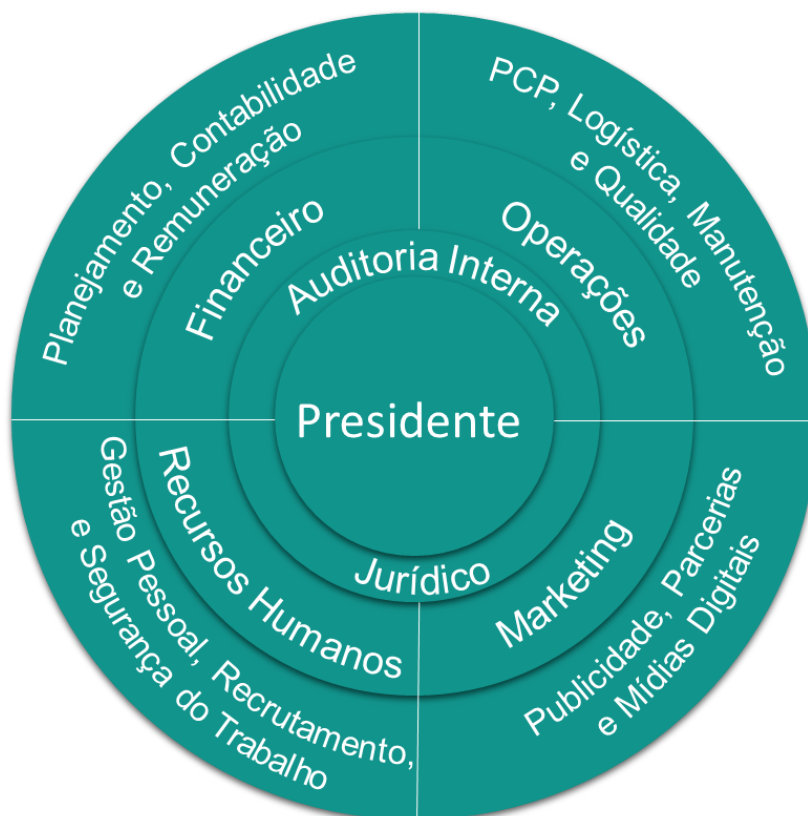 Planejamento, Contabilidade
e Remuneração
PCP, Logística, Manutenção
e Qualidade
Financeiro
Operações
Auditoria Interna
Presidente
Jurídico
Recursos Humanos
Marketing
Gestão Pessoal, Recrutamento,
e Segurança do Trabalho
Publicidade, Parcerias
e Mídias Digitais